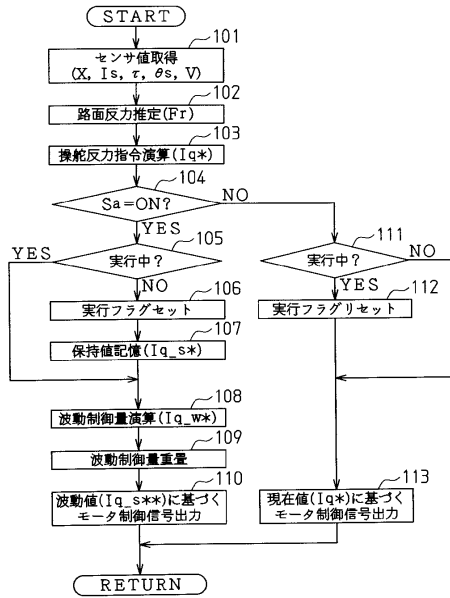 START
101
センサ値取得
(X, Is, τ, θs, V)
102
路面反力推定(Fr)
103
操舵反力指令演算(Iq*)
104
Sa=ON?
NO
YES
105
111
YES
実行中?
実行中?
NO
NO
YES
106
112
実行フラグセット
実行フラグリセット
107
保持値記憶(Iq_s*)
108
波動制御量演算(Iq_w*)
109
波動制御量重畳
110
113
波動値(Iq_s**)に基づく
モータ制御信号出力
現在値(Iq*)に基づく
モータ制御信号出力
RETURN